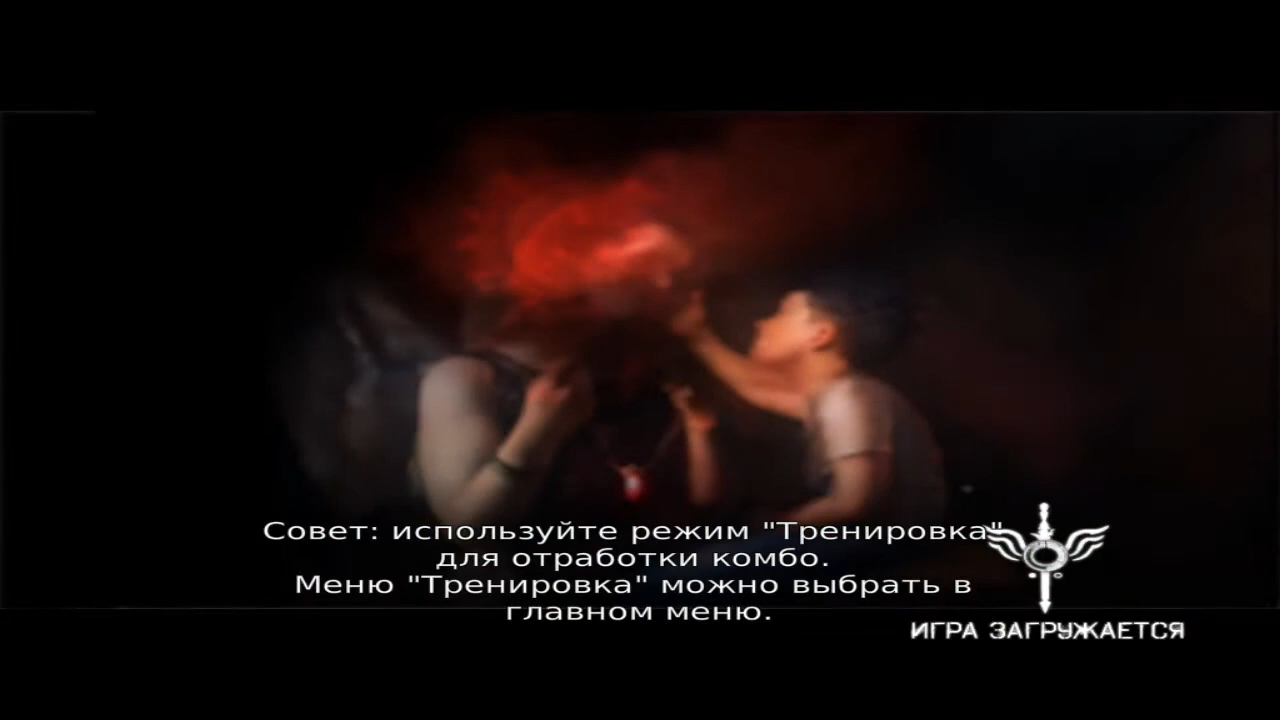 Совет: используйте режим "Тренировка"
для отработки комбо.
Меню "Тренировка" можно выбрать в
главном меню.
ИГРА ЗАГРУЖАЕТСЯ